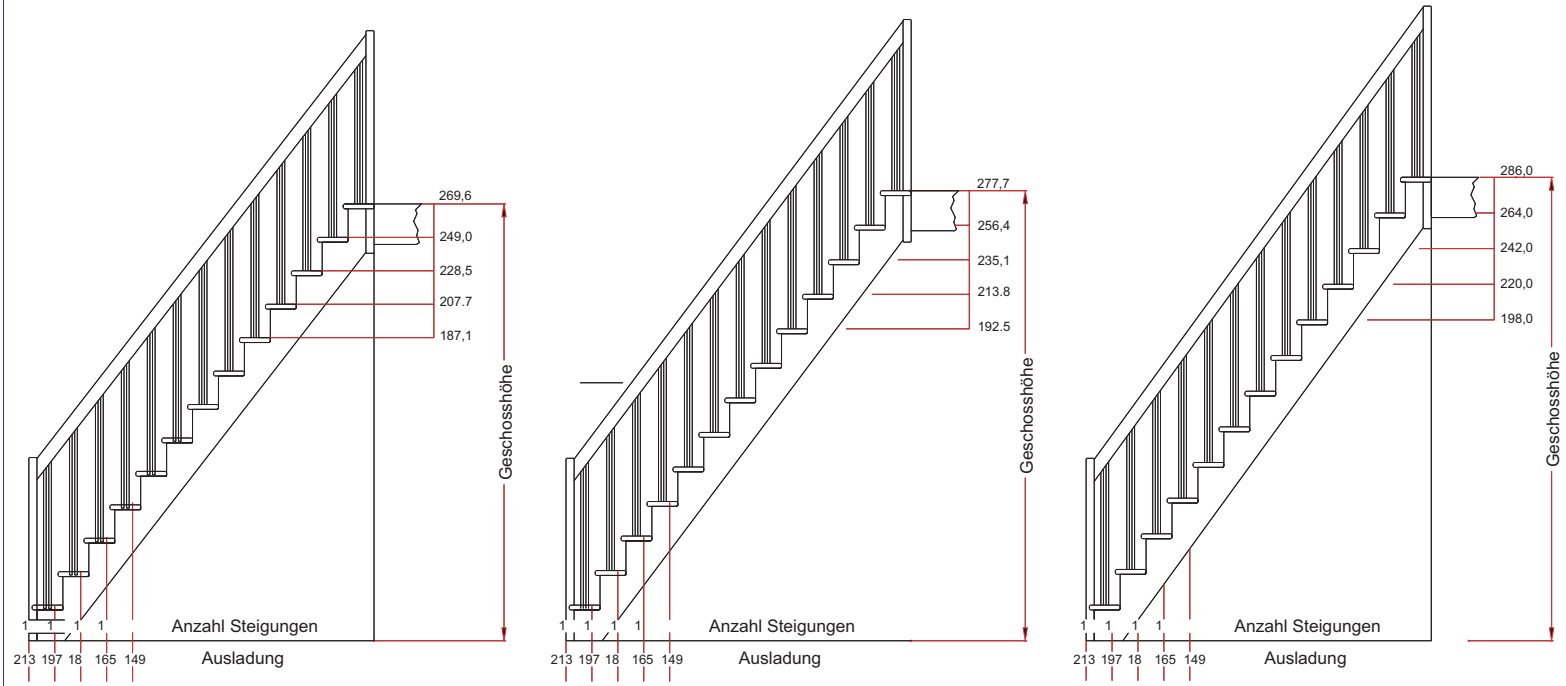 269,6
249,0
228,5
207.7
187,1
Geschosshöhe
1 1 1 1 Anzahl Steigungen
213 197 18 165 149 Ausladung
277,7
256,4
235,1
213.8
192.5
Geschosshöhe
1 1 1 1 Anzahl Steigungen
213 197 18 165 149 Ausladung
286,0
264,0
242,0
220,0
198,0
Geschosshöhe
1 1 1 1 Anzahl Steigungen
213 197 18 165 149 Ausladung